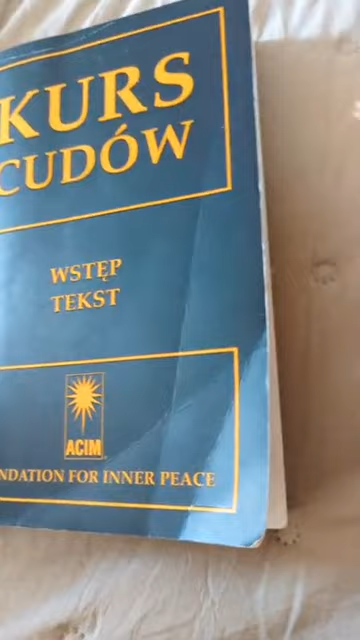 KURS
CUDÓW
WSTĘP
TEKST
ACIM
NDATION FOR INNER PEACE